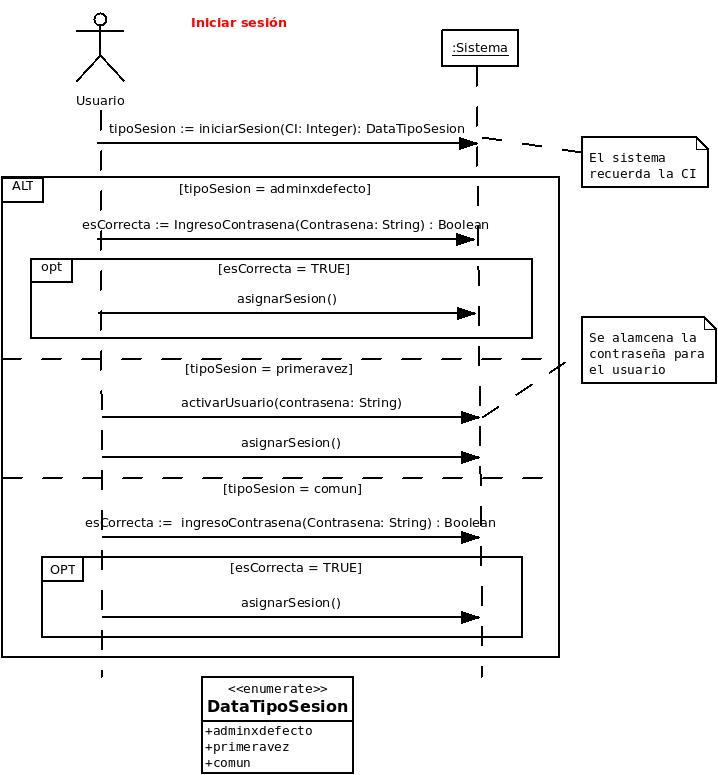 Iniciar sesión
:Sistema
Usuario
tipoSesion := iniciarSesion(CI: Integer): DataTipoSesion
El sistema
recuerda la CI
ALT
[tipoSesion = adminxdefecto]
esCorrecta := IngresoContrasena(Contrasena: String) : Boolean
opt
[esCorrecta = TRUE]
asignarSesion()
Se alamcena la
contraseña para
el usuario
[tipoSesion = primeravez]
activarUsuario(contrasena: String)
asignarSesion()
[tipoSesion = comun]
esCorrecta := ingresoContrasena(Contrasena: String) : Boolean
OPT
[esCorrecta = TRUE]
asignarSesion()
<<enumerate>>
DataTipoSesion
+adminxdefecto
+primeravez
+comun